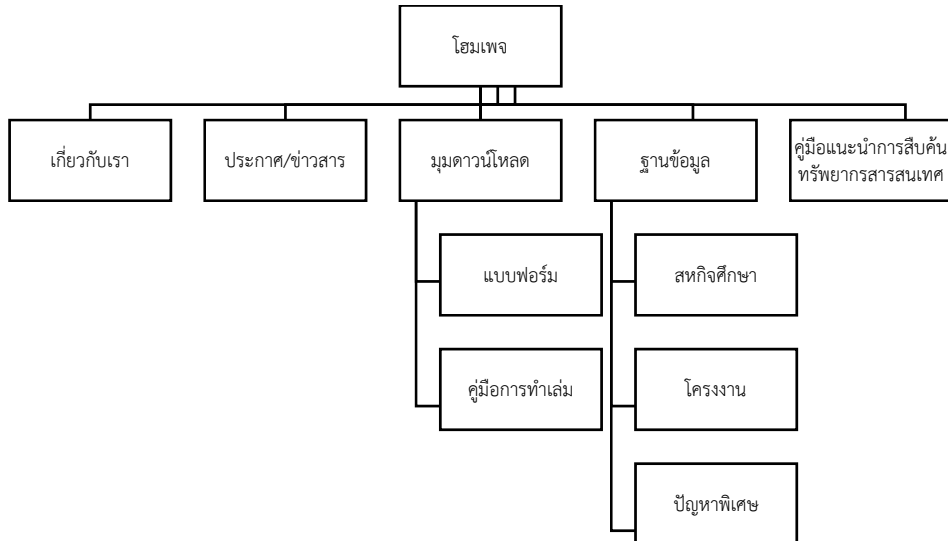 โฮมเพจ
เกี่ยวกับเรา
ประกาศ/ข่าวสาร
มุมดาวน์โหลด
ฐานข้อมูล
คู่มือแนะนำการสืบค้น
ทรัพยากรสารสนเทศ
แบบฟอร์ม
สหกิจศึกษา
คู่มือการทำเล่ม
โครงงาน
ปัญหาพิเศษ